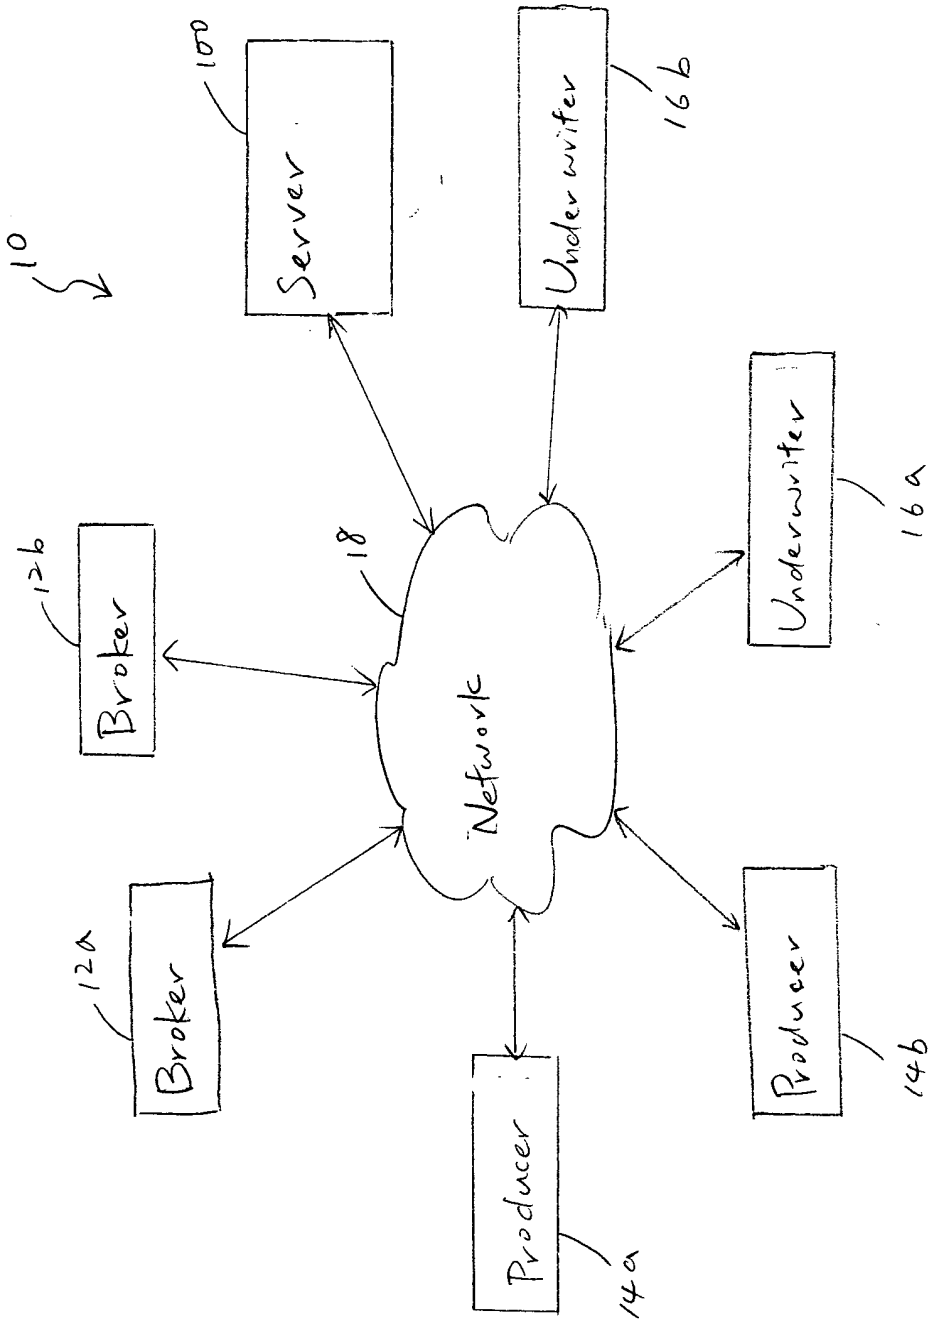 10
12a
Broker
12b
Broker
100
Server
18
Network
14a
Producer
14b
Producer
Underwriter
16a
Underwriter
16b